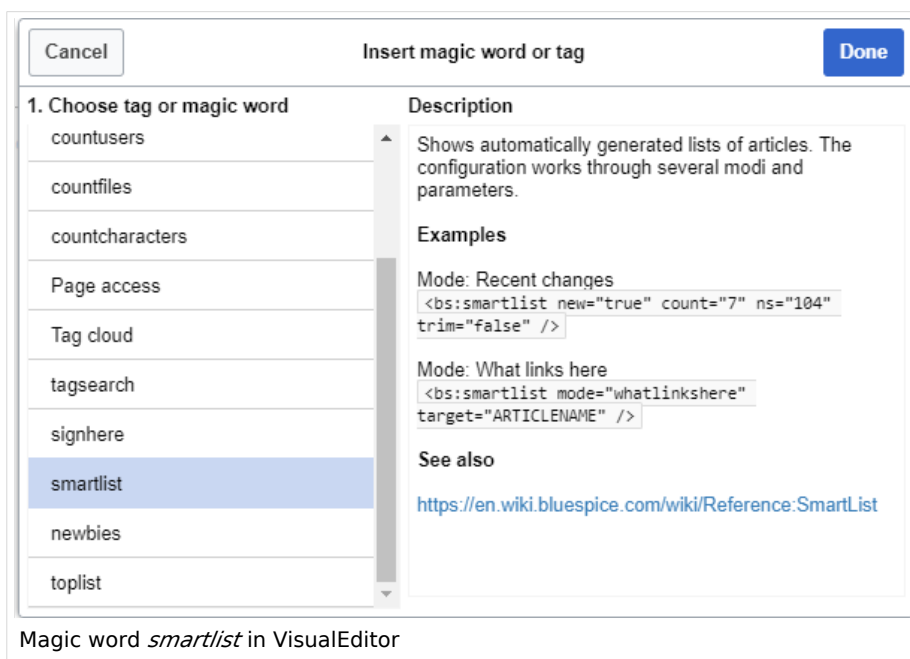 Cancel
Insert magic word or tag
Done
1. Choose tag or magic word
countusers
countfiles
countcharacters
Page access
Tag cloud
tagsearch
signhere
smartlist
newbies
toplist
Description
Shows automatically generated lists of articles. The
configuration works through several modi and
parameters.
Examples
Mode: Recent changes
<bs:smartlist new="true" count="7" ns="104"
trim="false" />
Mode: What links here
<bs:smartlist mode="whatlinkshere"
target="ARTICLENAME" />
See also
https://en.wiki.bluespice.com/wiki/Reference:SmartList
Magic word smartlist in VisualEditor